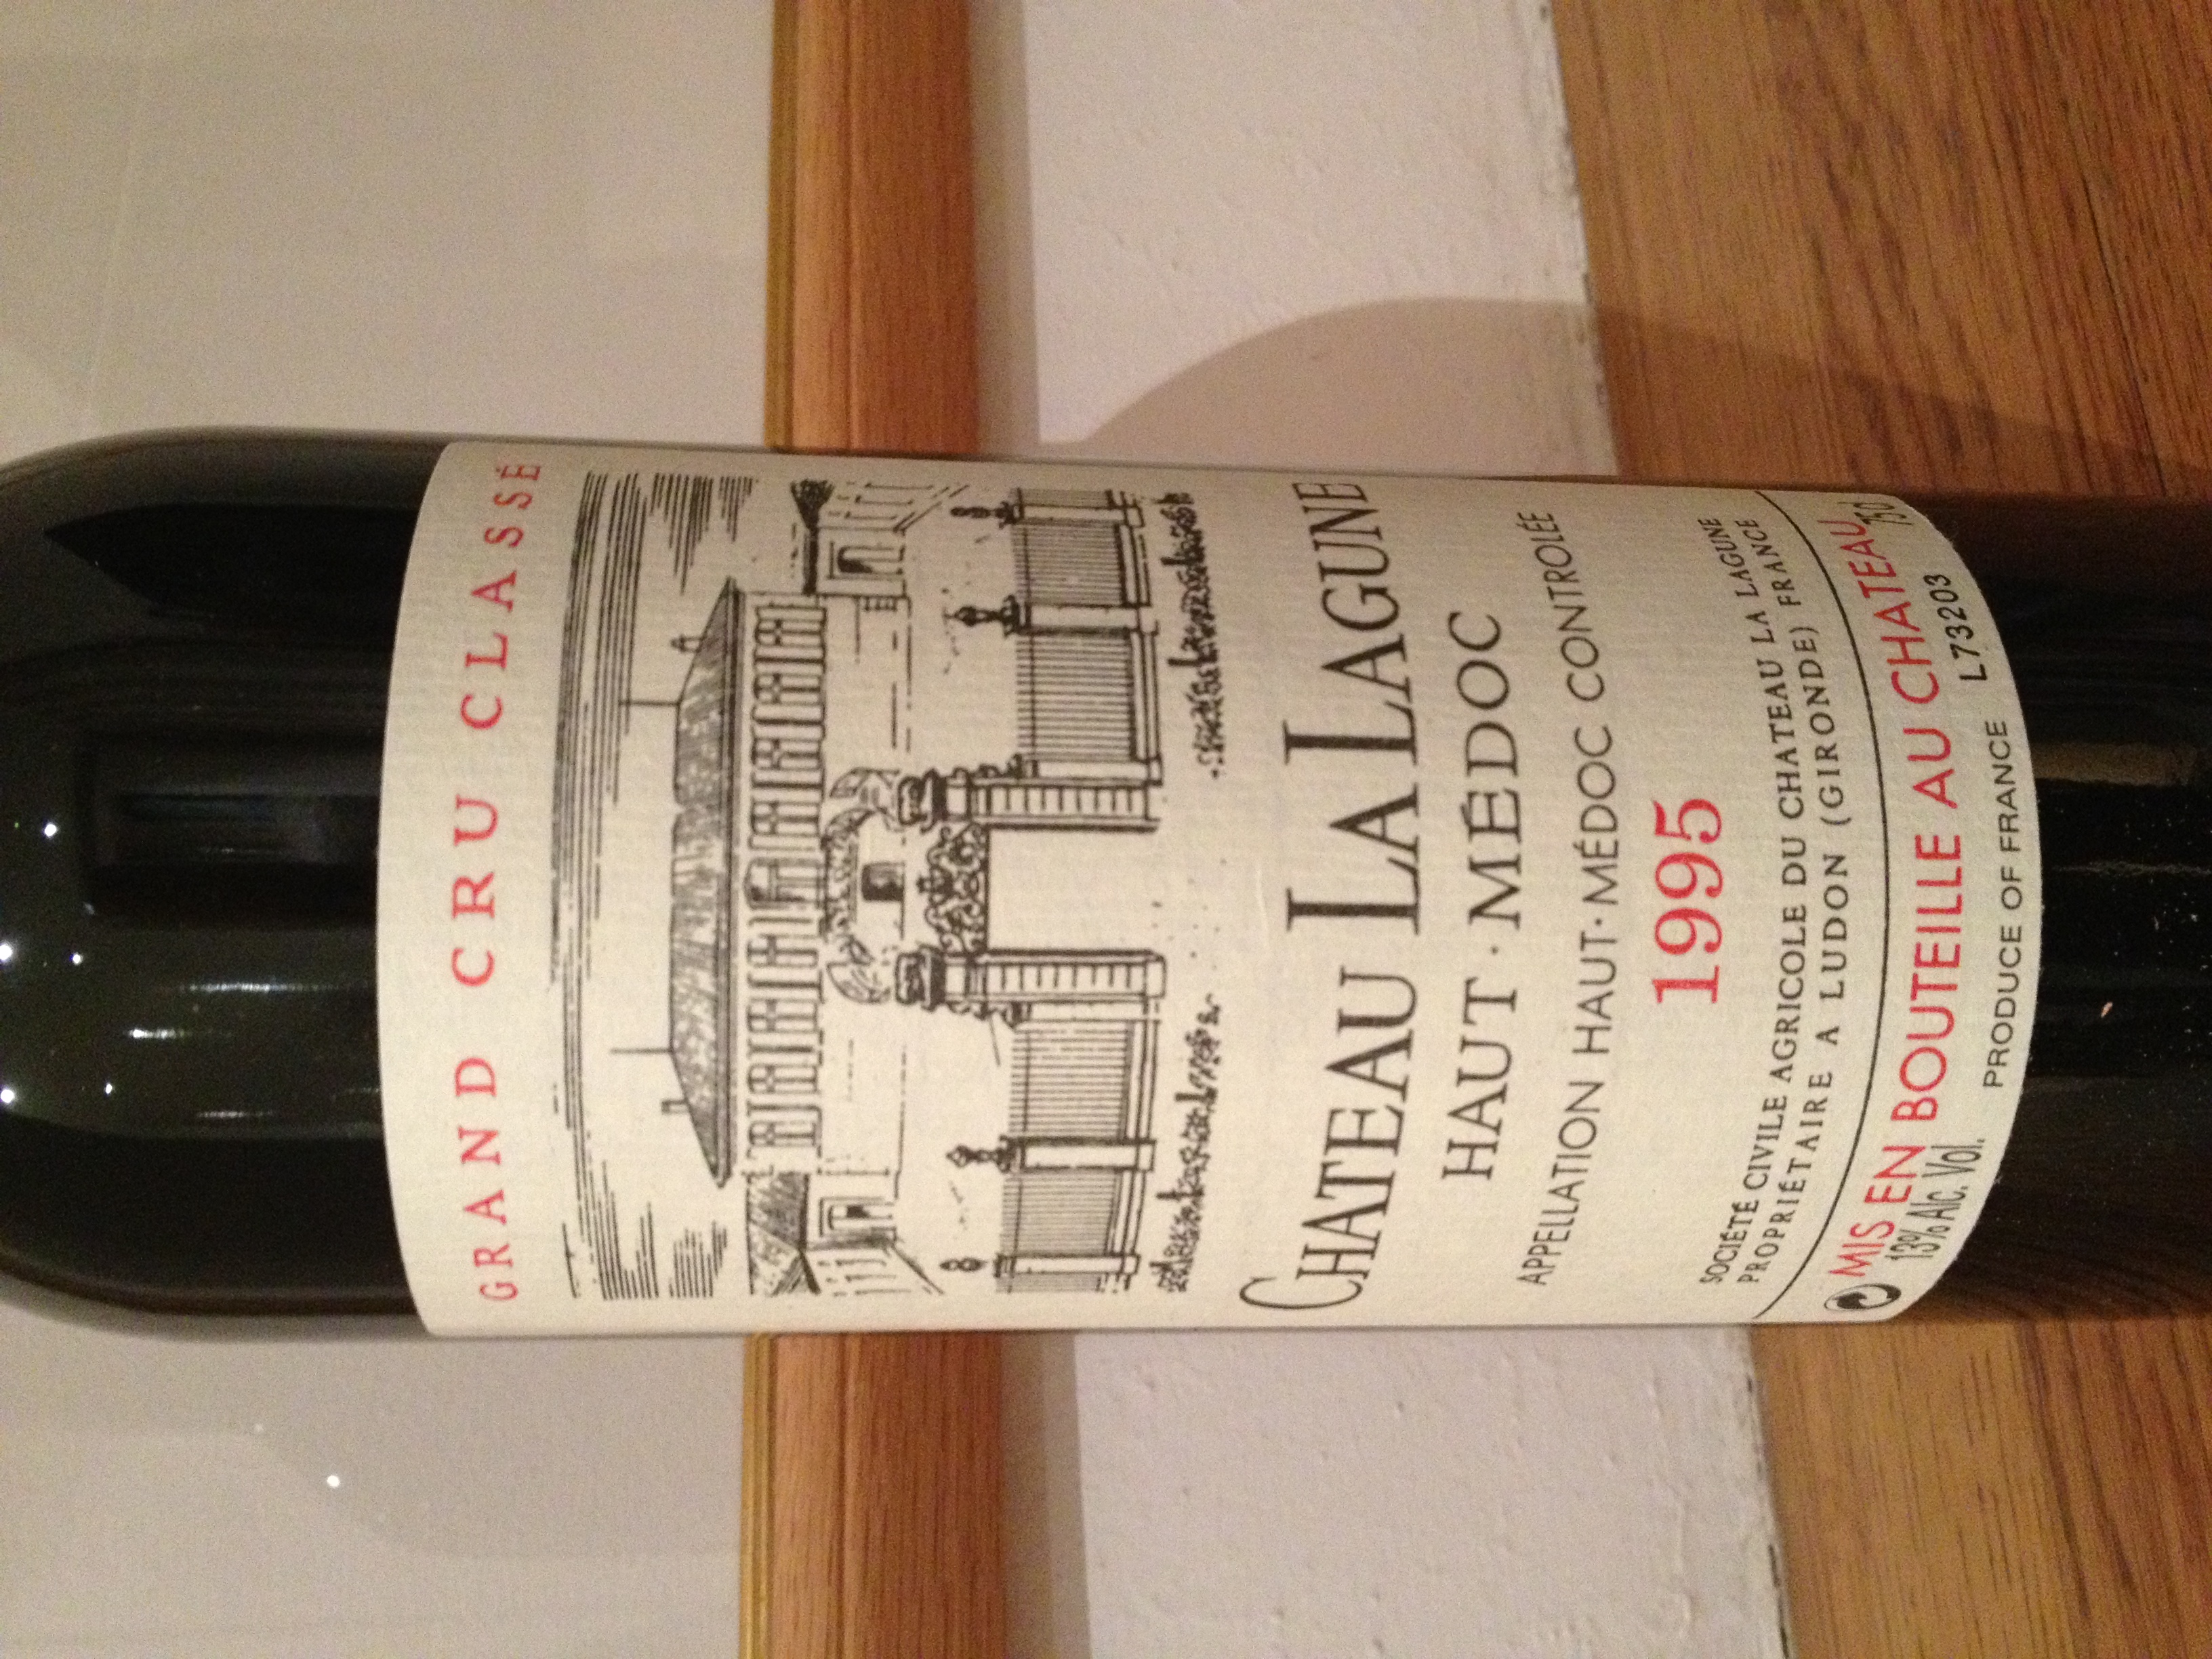 GRAND CRU CLASSÉ
CHATEAU LA LAGUNE
HAUT·MÉDOC
APPELLATION HAUT·MÉDOC CONTROLÉE
1995
SOCIÉTÉ CIVILE AGRICOLE DU CHATEAU LA LAGUNE
PROPRIÉTAIRE A LUDON (GIRONDE) FRANCE
MIS EN BOUTEILLE AU CHATEAU
13% Alc. Vol. 75cl
PRODUCE OF FRANCE L73203